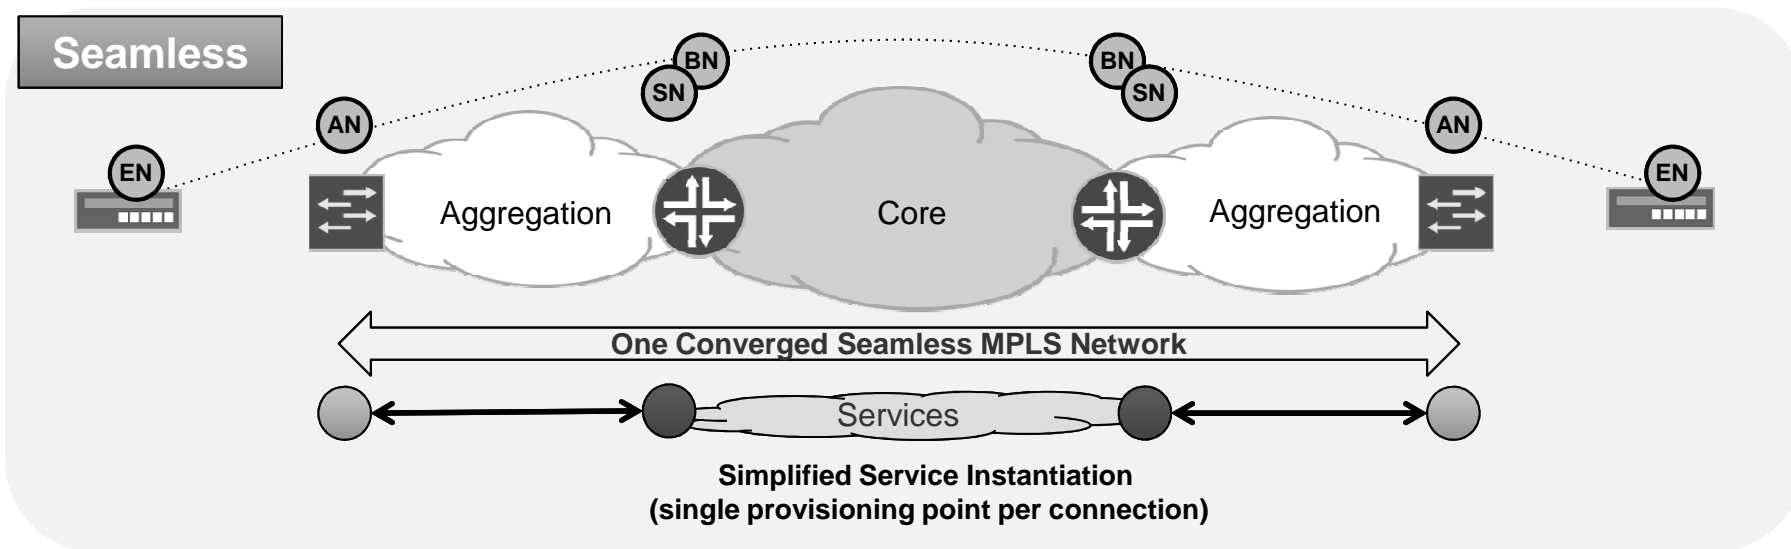 Seamless
BN
BN
SN
SN
AN
AN
EN
EN
Aggregation
Core
Aggregation
One Converged Seamless MPLS Network
Services
Simplified Service Instantiation
(single provisioning point per connection)